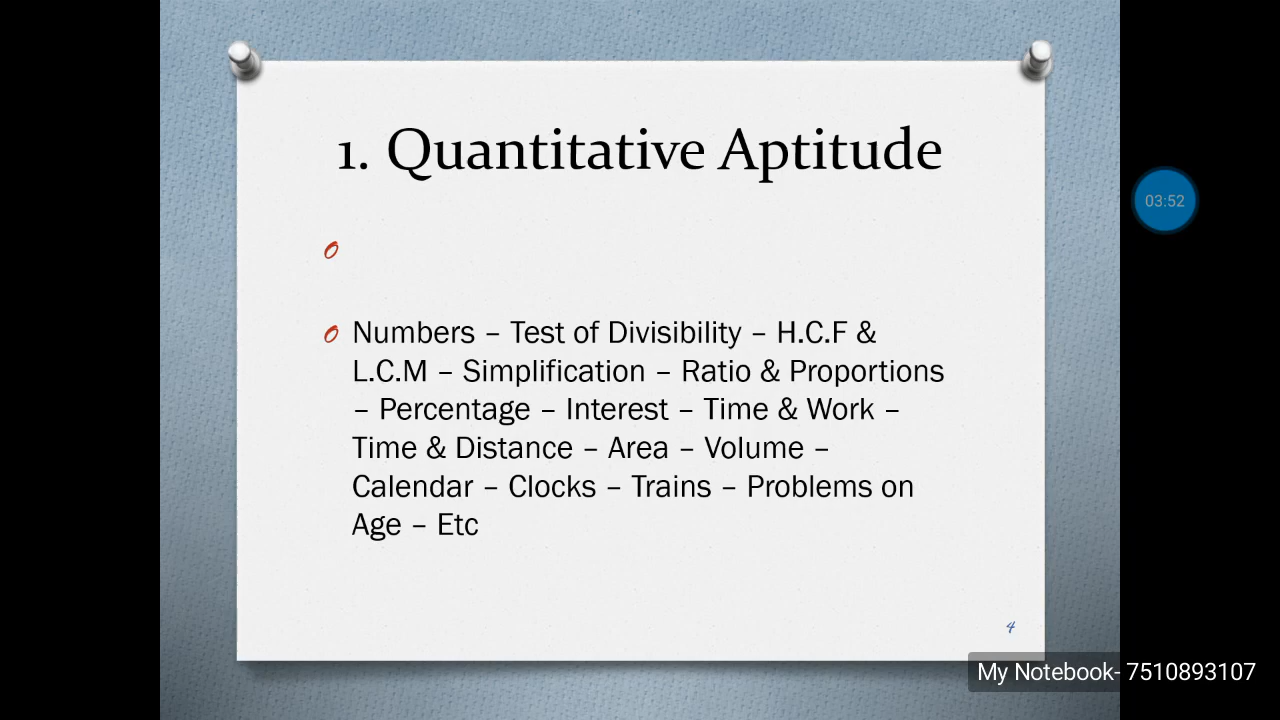 1. Quantitative Aptitude
03:52
Numbers – Test of Divisibility – H.C.F &
L.C.M – Simplification – Ratio & Proportions
– Percentage – Interest – Time & Work –
Time & Distance – Area – Volume –
Calendar – Clocks – Trains – Problems on
Age – Etc
4
My Notebook- 7510893107